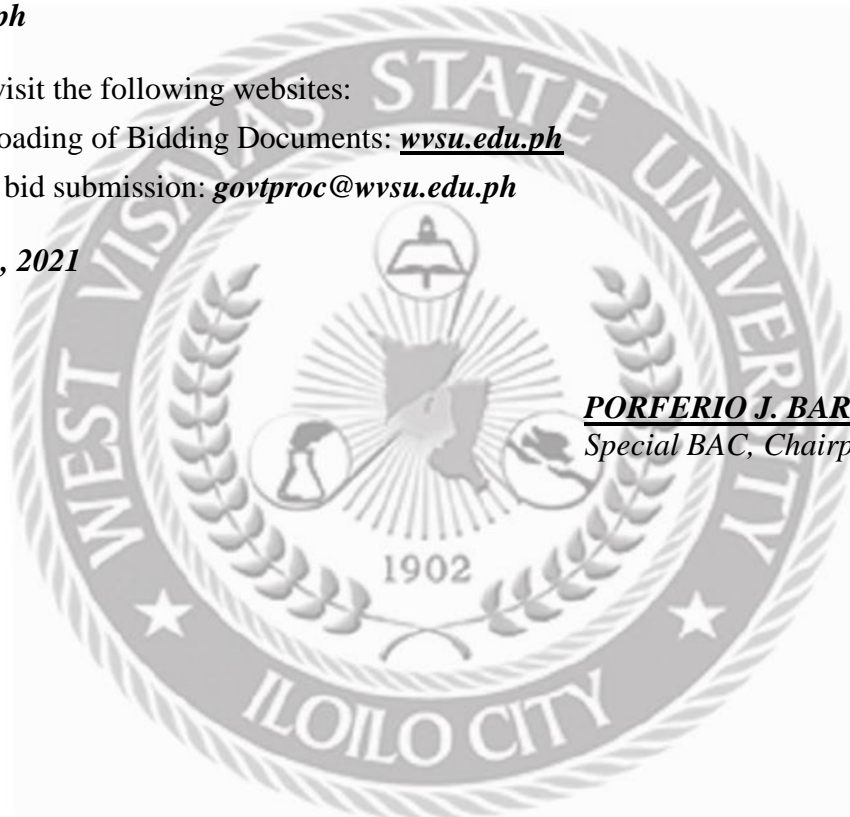 ph
visit the following websites:
oading of Bidding Documents: wvsu.edu.ph
bid submission: govtproc@wvsu.edu.ph
, 2021
PORFERIO J. BAR
Special BAC, Chairp
WEST VISAYAS STATE UNIVERSITY
1902
ILOILO CITY